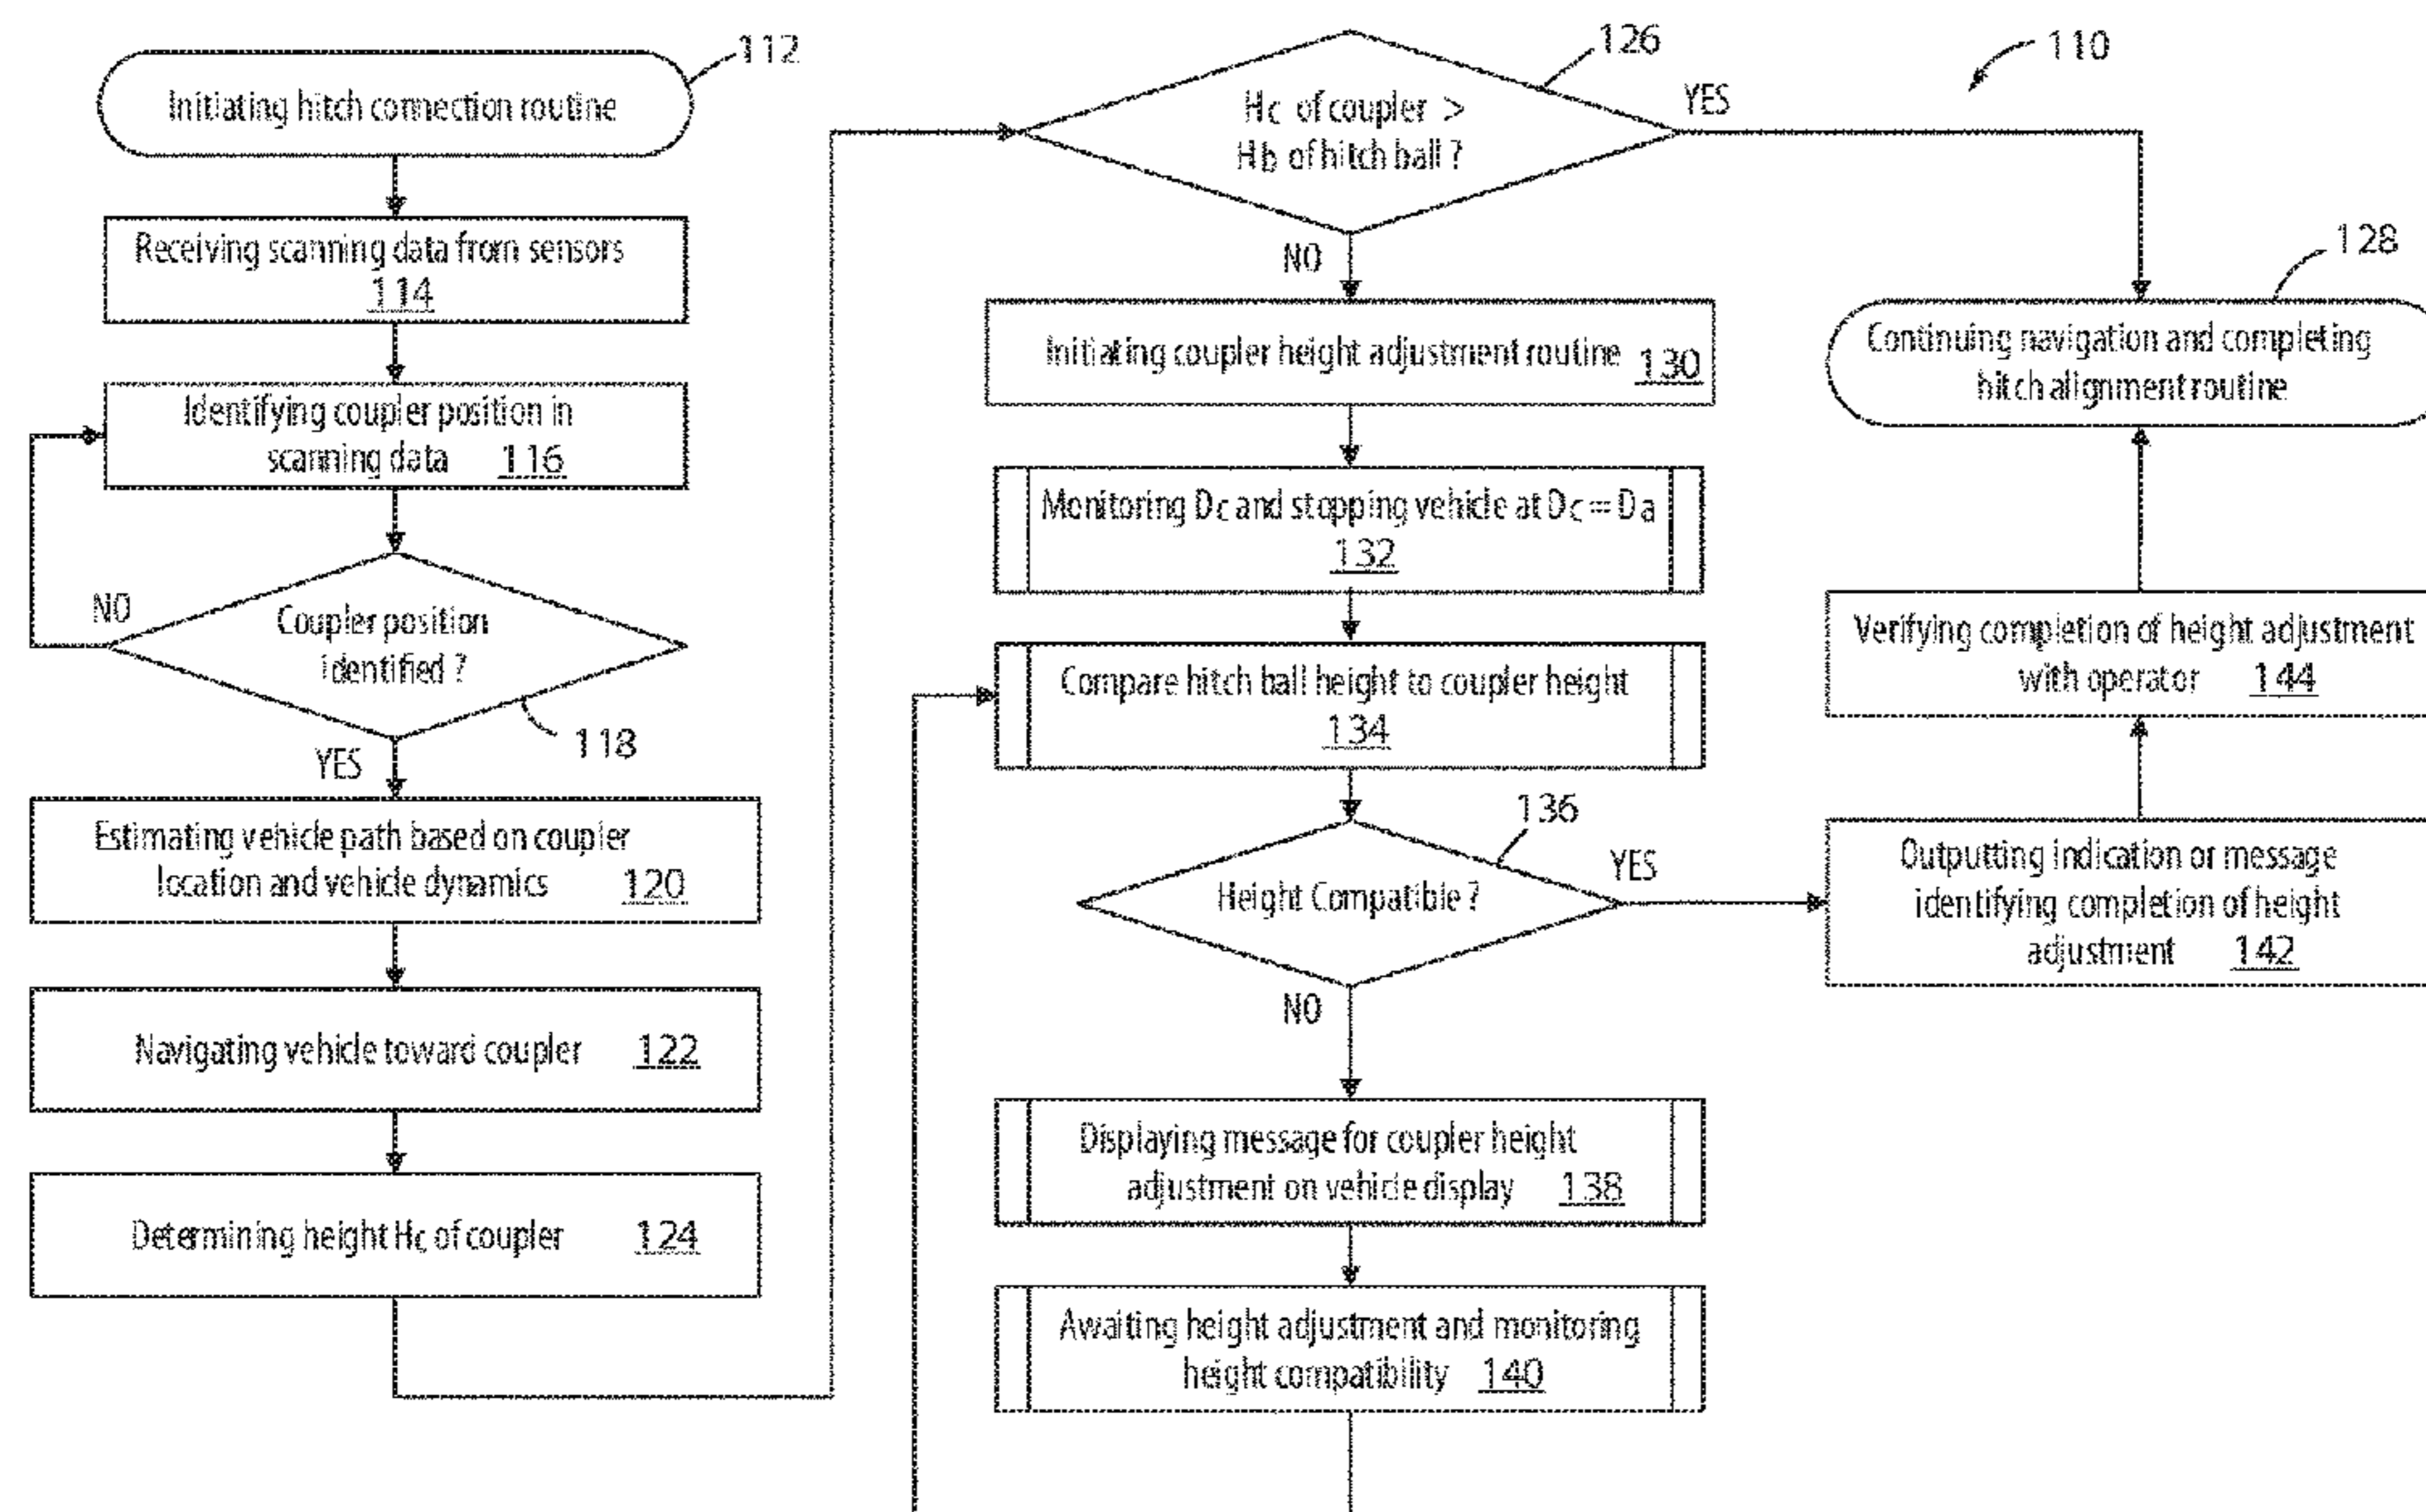 112
Initiating hitch connection routine
Receiving scanning data from sensors
114
Identifying coupler position in
scanning data 116
NO
Coupler position
identified ?
118
YES
Estimating vehicle path based on coupler
location and vehicle dynamics 120
Navigating vehicle toward coupler 122
Determining height Hc of coupler 124
126
Hc of coupler >
Hb of hitch ball ?
YES
NO
110
128
Continuing navigation and completing
hitch alignment routine
Initiating coupler height adjustment routine 130
Monitoring Dc and stopping vehicle at Dc = Da
132
Compare hitch ball height to coupler height
134
136
Height Compatible ?
YES
NO
Displaying message for coupler height
adjustment on vehicle display 138
Awaiting height adjustment and monitoring
height compatibility 140
Outputting indication or message
identifying completion of height
adjustment 142
Verifying completion of height adjustment
with operator 144